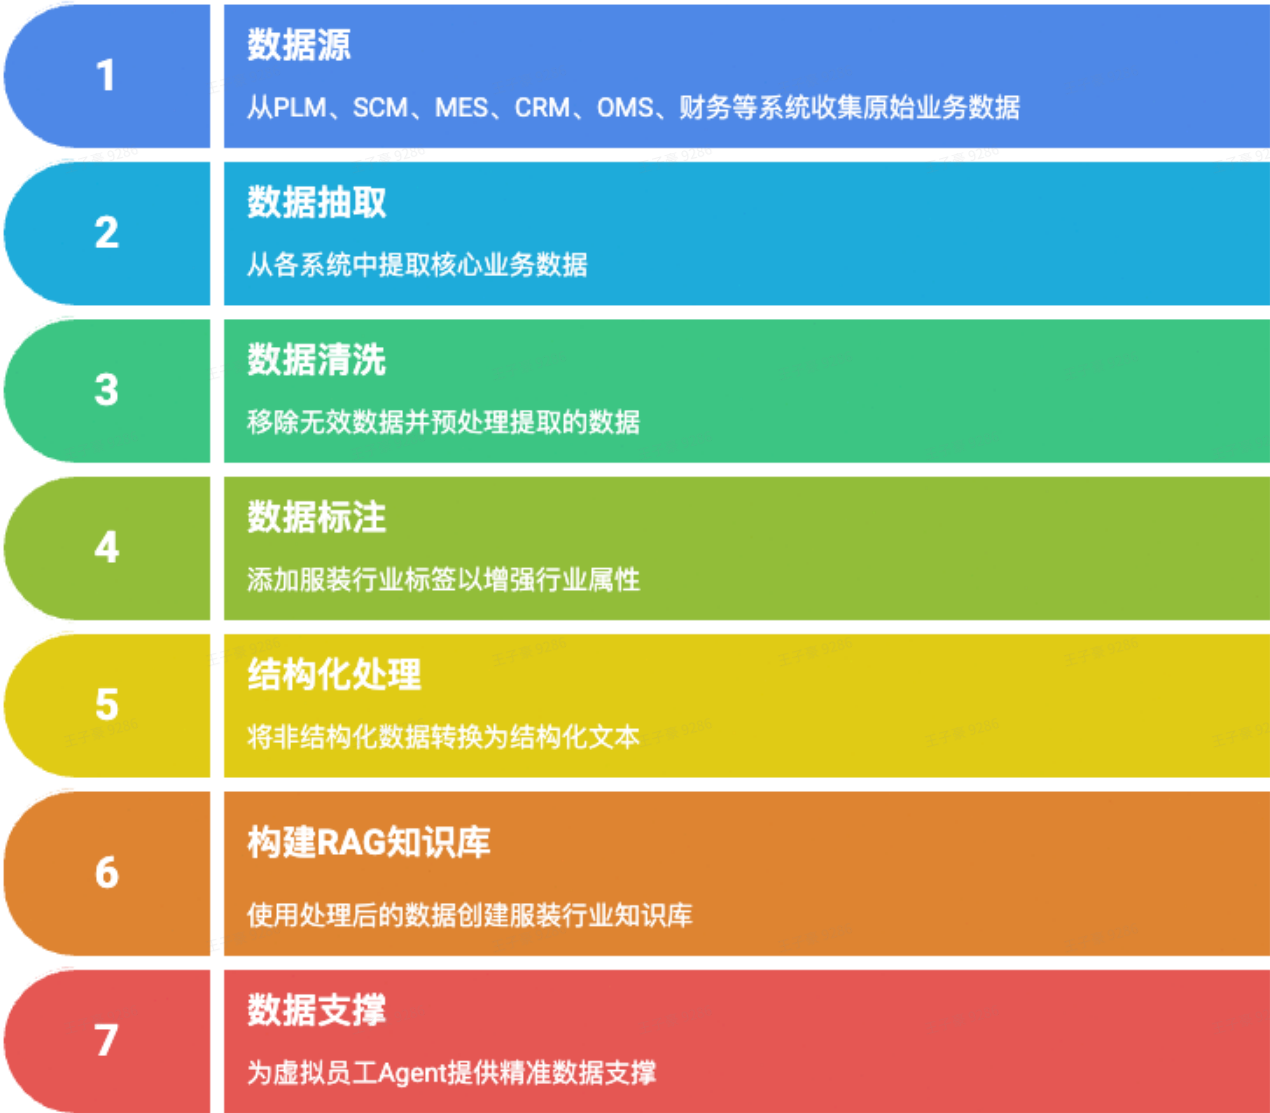 1
数据源
从PLM、SCM、MES、CRM、OMS、财务等系统收集原始业务数据
2
数据抽取
从各系统中提取核心业务数据
3
数据清洗
移除无效数据并预处理提取的数据
4
数据标注
添加服装行业标签以增强行业属性
5
结构化处理
将非结构化数据转换为结构化文本
6
构建RAG知识库
使用处理后的数据创建服装行业知识库
7
数据支撑
为虚拟员工Agent提供精准数据支撑